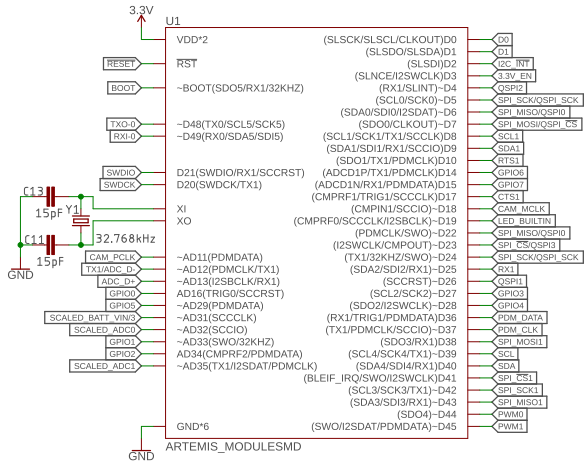 3.3V
U1
VDD*2
RESET
RST
BOOT
~BOOT(SDO5/RX1/32KHZ)
TXO-0
~D48(TX0/SCL5/SCK5)
RXI-0
~D49(RX0/SDA5/SDI5)
SWDIO
D21(SWDIO/RX1/SCCRST)
SWDCK
D20(SWDCK/TX1)
C13
15pF
Y1
XI
XO
C11
15pF
32.768kHz
GND
CAM_PCLK
~AD11(PDMDATA)
TX1/ADC_D-
~AD12(PDMCLK/TX1)
ADC_D+
~AD13(I2SBCLK/RX1)
GPIO0
AD16(TRIG0/SCCRST)
GPIO5
~AD29(PDMDATA)
SCALED_BATT_VIN/3
~AD31(SCCCLK)
SCALED_ADC0
~AD32(SCCIO)
GPIO1
~AD33(SWO/32KHZ)
GPIO2
AD34(CMPRF2/PDMDATA)
SCALED_ADC1
~AD35(TX1/I2SDAT/PDMCLK)
GND*6
GND
ARTEMIS_MODULESMD
(SLSCK/SLSCL/CLKOUT)D0
D0
(SLSDO/SLSDA)D1
D1
(SLSDI)D2
I2C_INT
(SLNCE/I2SWCLK)D3
3.3V_EN
(RX1/SLINT)~D4
QSPI2
(SCL0/SCK0)~D5
SPI_SCK/QSPI_SCK
(SDA0/SDI0/I2SDAT)~D6
SPI_MISO/QSPI0
(SDO0/CLKOUT)~D7
SPI_MOSI/QSPI_CS
(SCL1/SCK1/TX1/SCCCLK)D8
SCL1
(SDA1/SDI1/RX1/SCCIO)D9
SDA1
(SDO1/TX1/PDMCLK)D10
RTS1
(ADCD1P/TX1/PDMCLK)D14
GPIO6
(ADCD1N/RX1/PDMDATA)D15
GPIO7
(CMPRF1/TRIG1/SCCCLK)D17
CTS1
(CMPIN1/SCCIO)~D18
CAM_MCLK
(CMPRF0/SCCCLK/I2SBCLK)~D19
LED_BUILTIN
(PDMCLK/SWO)~D22
SPI_MISO/QSPI0
(I2SWCLK/CMPOUT)~D23
SPI_CS/QSPI3
(TX1/32KHZ/SWO)~D24
SPI_SCK/QSPI_SCK
(SDA2/SDI2/RX1)~D25
RX1
(SCCRST)~D26
QSPI1
(SCL2/SCK2)~D27
GPIO3
(SDO2/I2SWCLK)~D28
GPIO4
(RX1/TRIG1/PDMCLK)D36
PDM_DATA
(TX1/PDMCLK/SCCIO)~D37
PDM_CLK
(SDO3/RX1)D38
SPI_MOSI1
(SCL4/SCK4/TX1)~D39
SCL
(SDA4/SDI4/RX1)D40
SDA
(BLEIF_IRQ/SWO/I2SWCLK)D41
SPI_CS1
(SCL3/SCK3/TX1)~D42
SPI_SCK1
(SDA3/SDI3/RX1)~D43
SPI_MISO1
(SDO4)~D44
PWM0
(SWO/I2SDAT/PDMDATA)~D45
PWM1